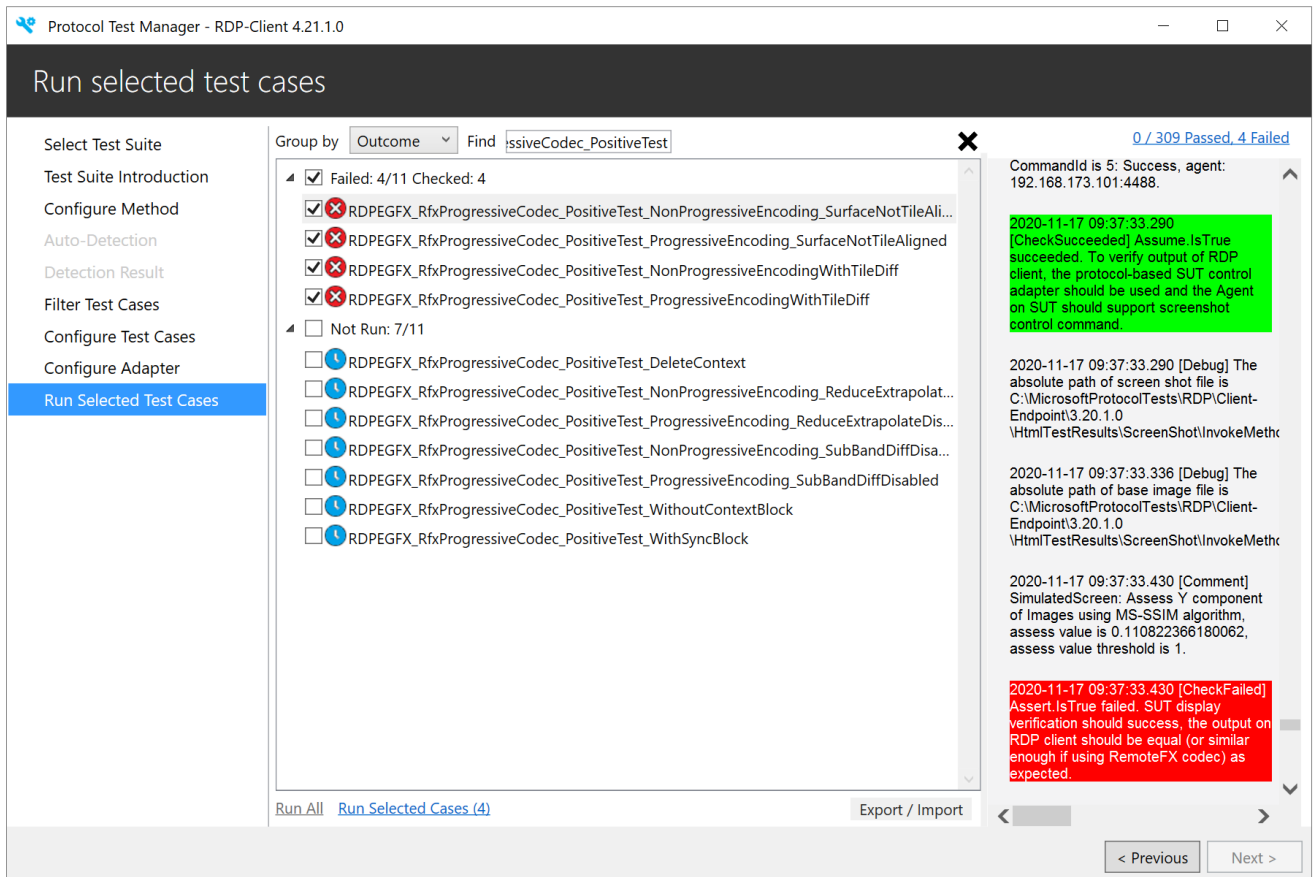 Protocol Test Manager - RDP-Client 4.21.1.0
Run selected test cases
Select Test Suite
Test Suite Introduction
Configure Method
Auto-Detection
Detection Result
Filter Test Cases
Configure Test Cases
Configure Adapter
Run Selected Test Cases
Group by Outcome Find ssiveCodec_PositiveTest
Failed: 4/11 Checked: 4
RDPEGFX_RfxProgressiveCodec_PositiveTest_NonProgressiveEncoding_SurfaceNotTileAli...
RDPEGFX_RfxProgressiveCodec_PositiveTest_ProgressiveEncoding_SurfaceNotTileAligned
RDPEGFX_RfxProgressiveCodec_PositiveTest_NonProgressiveEncodingWithTileDiff
RDPEGFX_RfxProgressiveCodec_PositiveTest_ProgressiveEncodingWithTileDiff
Not Run: 7/11
RDPEGFX_RfxProgressiveCodec_PositiveTest_DeleteContext
RDPEGFX_RfxProgressiveCodec_PositiveTest_NonProgressiveEncoding_ReduceExtrapolat...
RDPEGFX_RfxProgressiveCodec_PositiveTest_ProgressiveEncoding_ReduceExtrapolateDis...
RDPEGFX_RfxProgressiveCodec_PositiveTest_NonProgressiveEncoding_SubBandDiffDisa...
RDPEGFX_RfxProgressiveCodec_PositiveTest_ProgressiveEncoding_SubBandDiffDisabled
RDPEGFX_RfxProgressiveCodec_PositiveTest_WithoutContextBlock
RDPEGFX_RfxProgressiveCodec_PositiveTest_WithSyncBlock
Run All Run Selected Cases (4)
Export / Import
0 / 309 Passed, 4 Failed
CommandId is 5: Success, agent:
192.168.173.101:4488.
2020-11-17 09:37:33.290
[CheckSucceeded] Assume.IsTrue
succeeded. To verify output of RDP
client, the protocol-based SUT control
adapter should be used and the Agent
on SUT should support screenshot
control command.
2020-11-17 09:37:33.290 [Debug] The
absolute path of screen shot file is
C:\MicrosoftProtocolTests\RDP\Client-
Endpoint\3.20.1.0
\HtmlTestResults\ScreenShot\InvokeMetho
2020-11-17 09:37:33.336 [Debug] The
absolute path of base image file is
C:\MicrosoftProtocolTests\RDP\Client-
Endpoint\3.20.1.0
\HtmlTestResults\ScreenShot\InvokeMetho
2020-11-17 09:37:33.430 [Comment]
SimulatedScreen: Assess Y component
of Images using MS-SSIM algorithm,
assess value is 0.110822366180062,
assess value threshold is 1.
2020-11-17 09:37:33.430 [CheckFailed]
Assert.IsTrue failed. SUT display
verification should success, the output on
RDP client should be equal (or similar
enough if using RemoteFX codec) as
expected.
< Previous
Next >